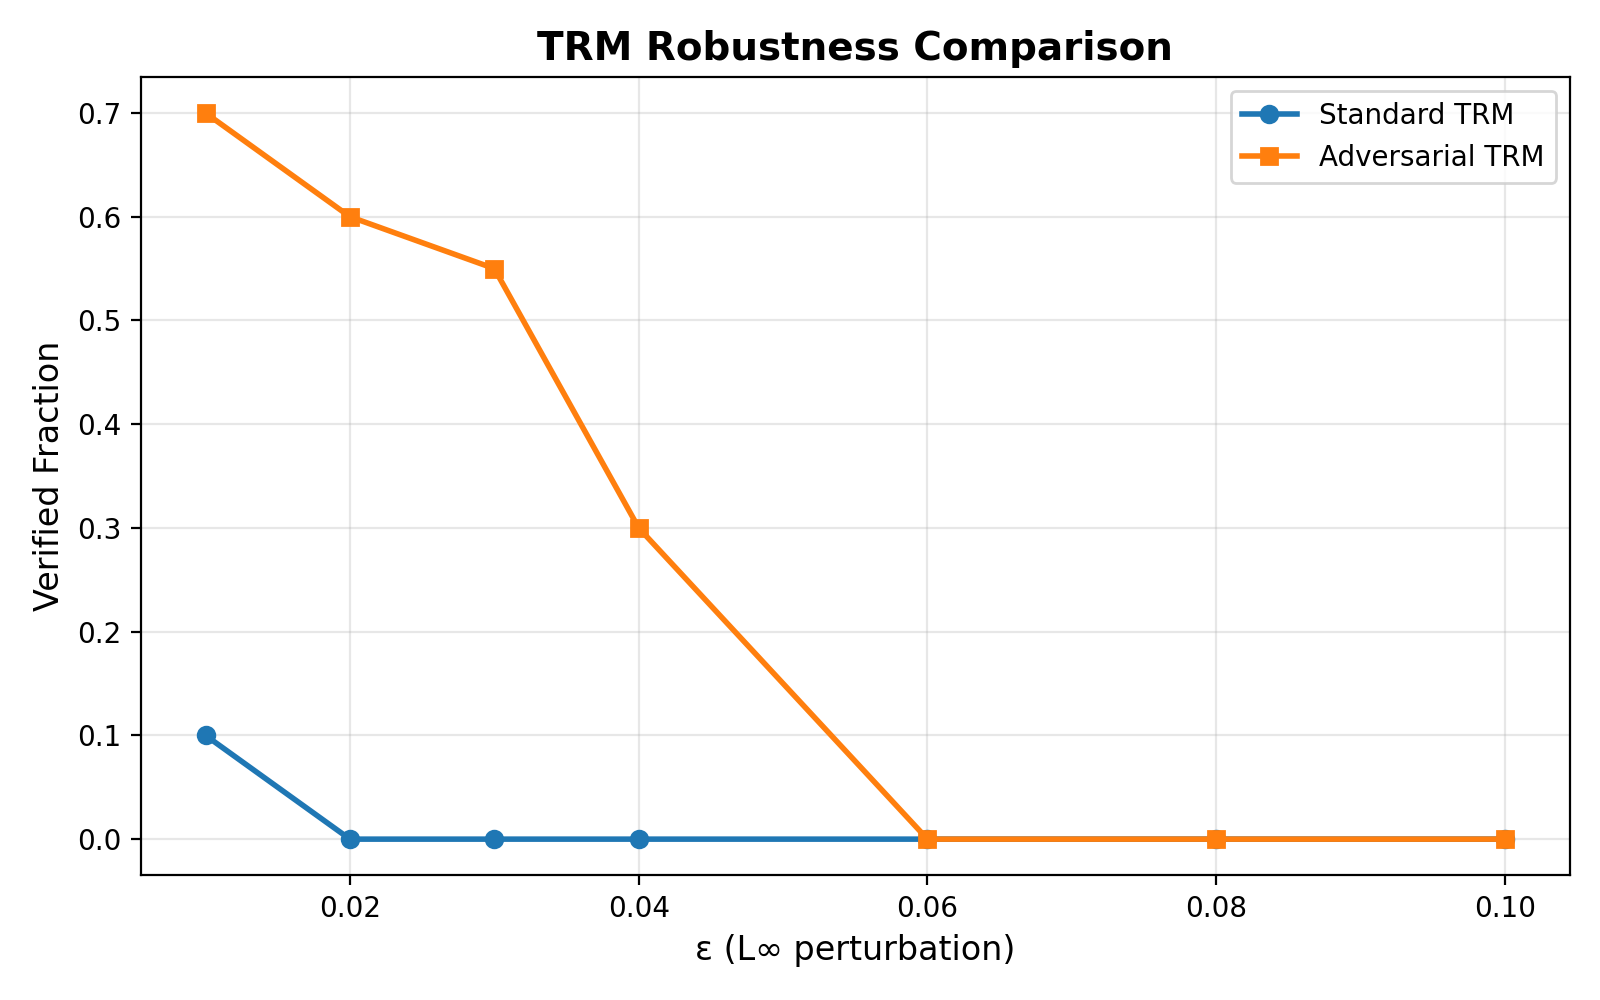 TRM Robustness Comparison
Standard TRM
Adversarial TRM
0.7
0.6
0.5
0.4
0.3
0.2
0.1
0.0
Verified Fraction
0.02 0.04 0.06 0.08 0.10
ε (L∞ perturbation)